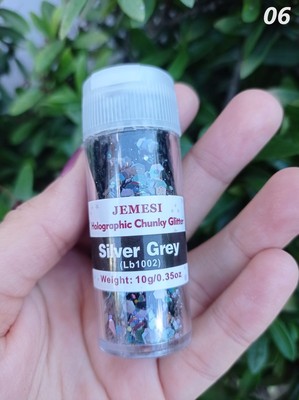 06
JEMESI
Holographic Chunky Glitter
Silver Grey
(Lb1002)
Weight: 10g/0.35oz